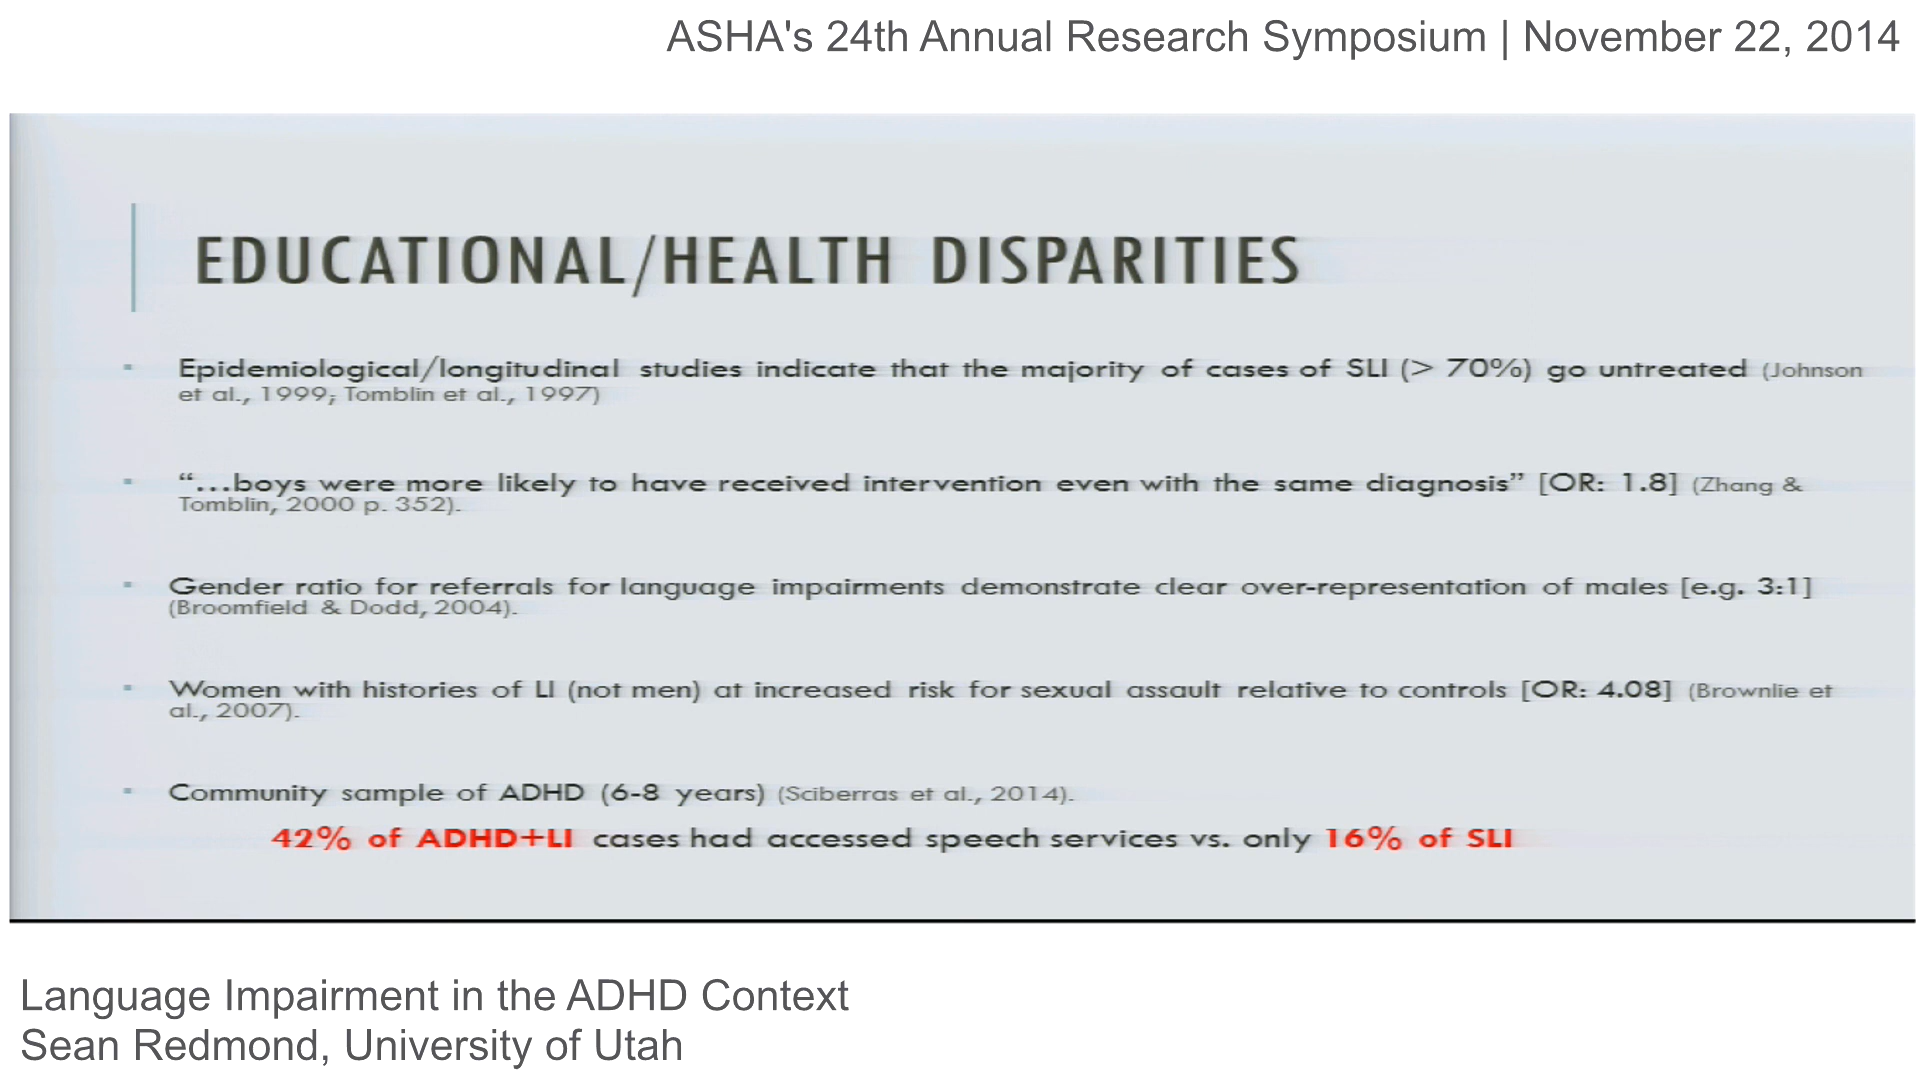 ASHA's 24th Annual Research Symposium | November 22, 2014
EDUCATIONAL/HEALTH DISPARITIES
▪ Epidemiological/longitudinal studies indicate that the majority of cases of SLI (> 70%) go untreated (Johnson
et al., 1999; Tomblin et al., 1997)
▪ “...boys were more likely to have received intervention even with the same diagnosis” [OR: 1.8] (Zhang &
Tomblin, 2000 p. 352).
▪ Gender ratio for referrals for language impairments demonstrate clear over-representation of males [e.g. 3:1]
(Broomfield & Dodd, 2004).
▪ Women with histories of LI (not men) at increased risk for sexual assault relative to controls [OR: 4.08] (Brownlie et
al., 2007).
▪ Community sample of ADHD (6-8 years) (Sciberras et al., 2014).
42% of ADHD+LI cases had accessed speech services vs. only 16% of SLI
Language Impairment in the ADHD Context
Sean Redmond, University of Utah